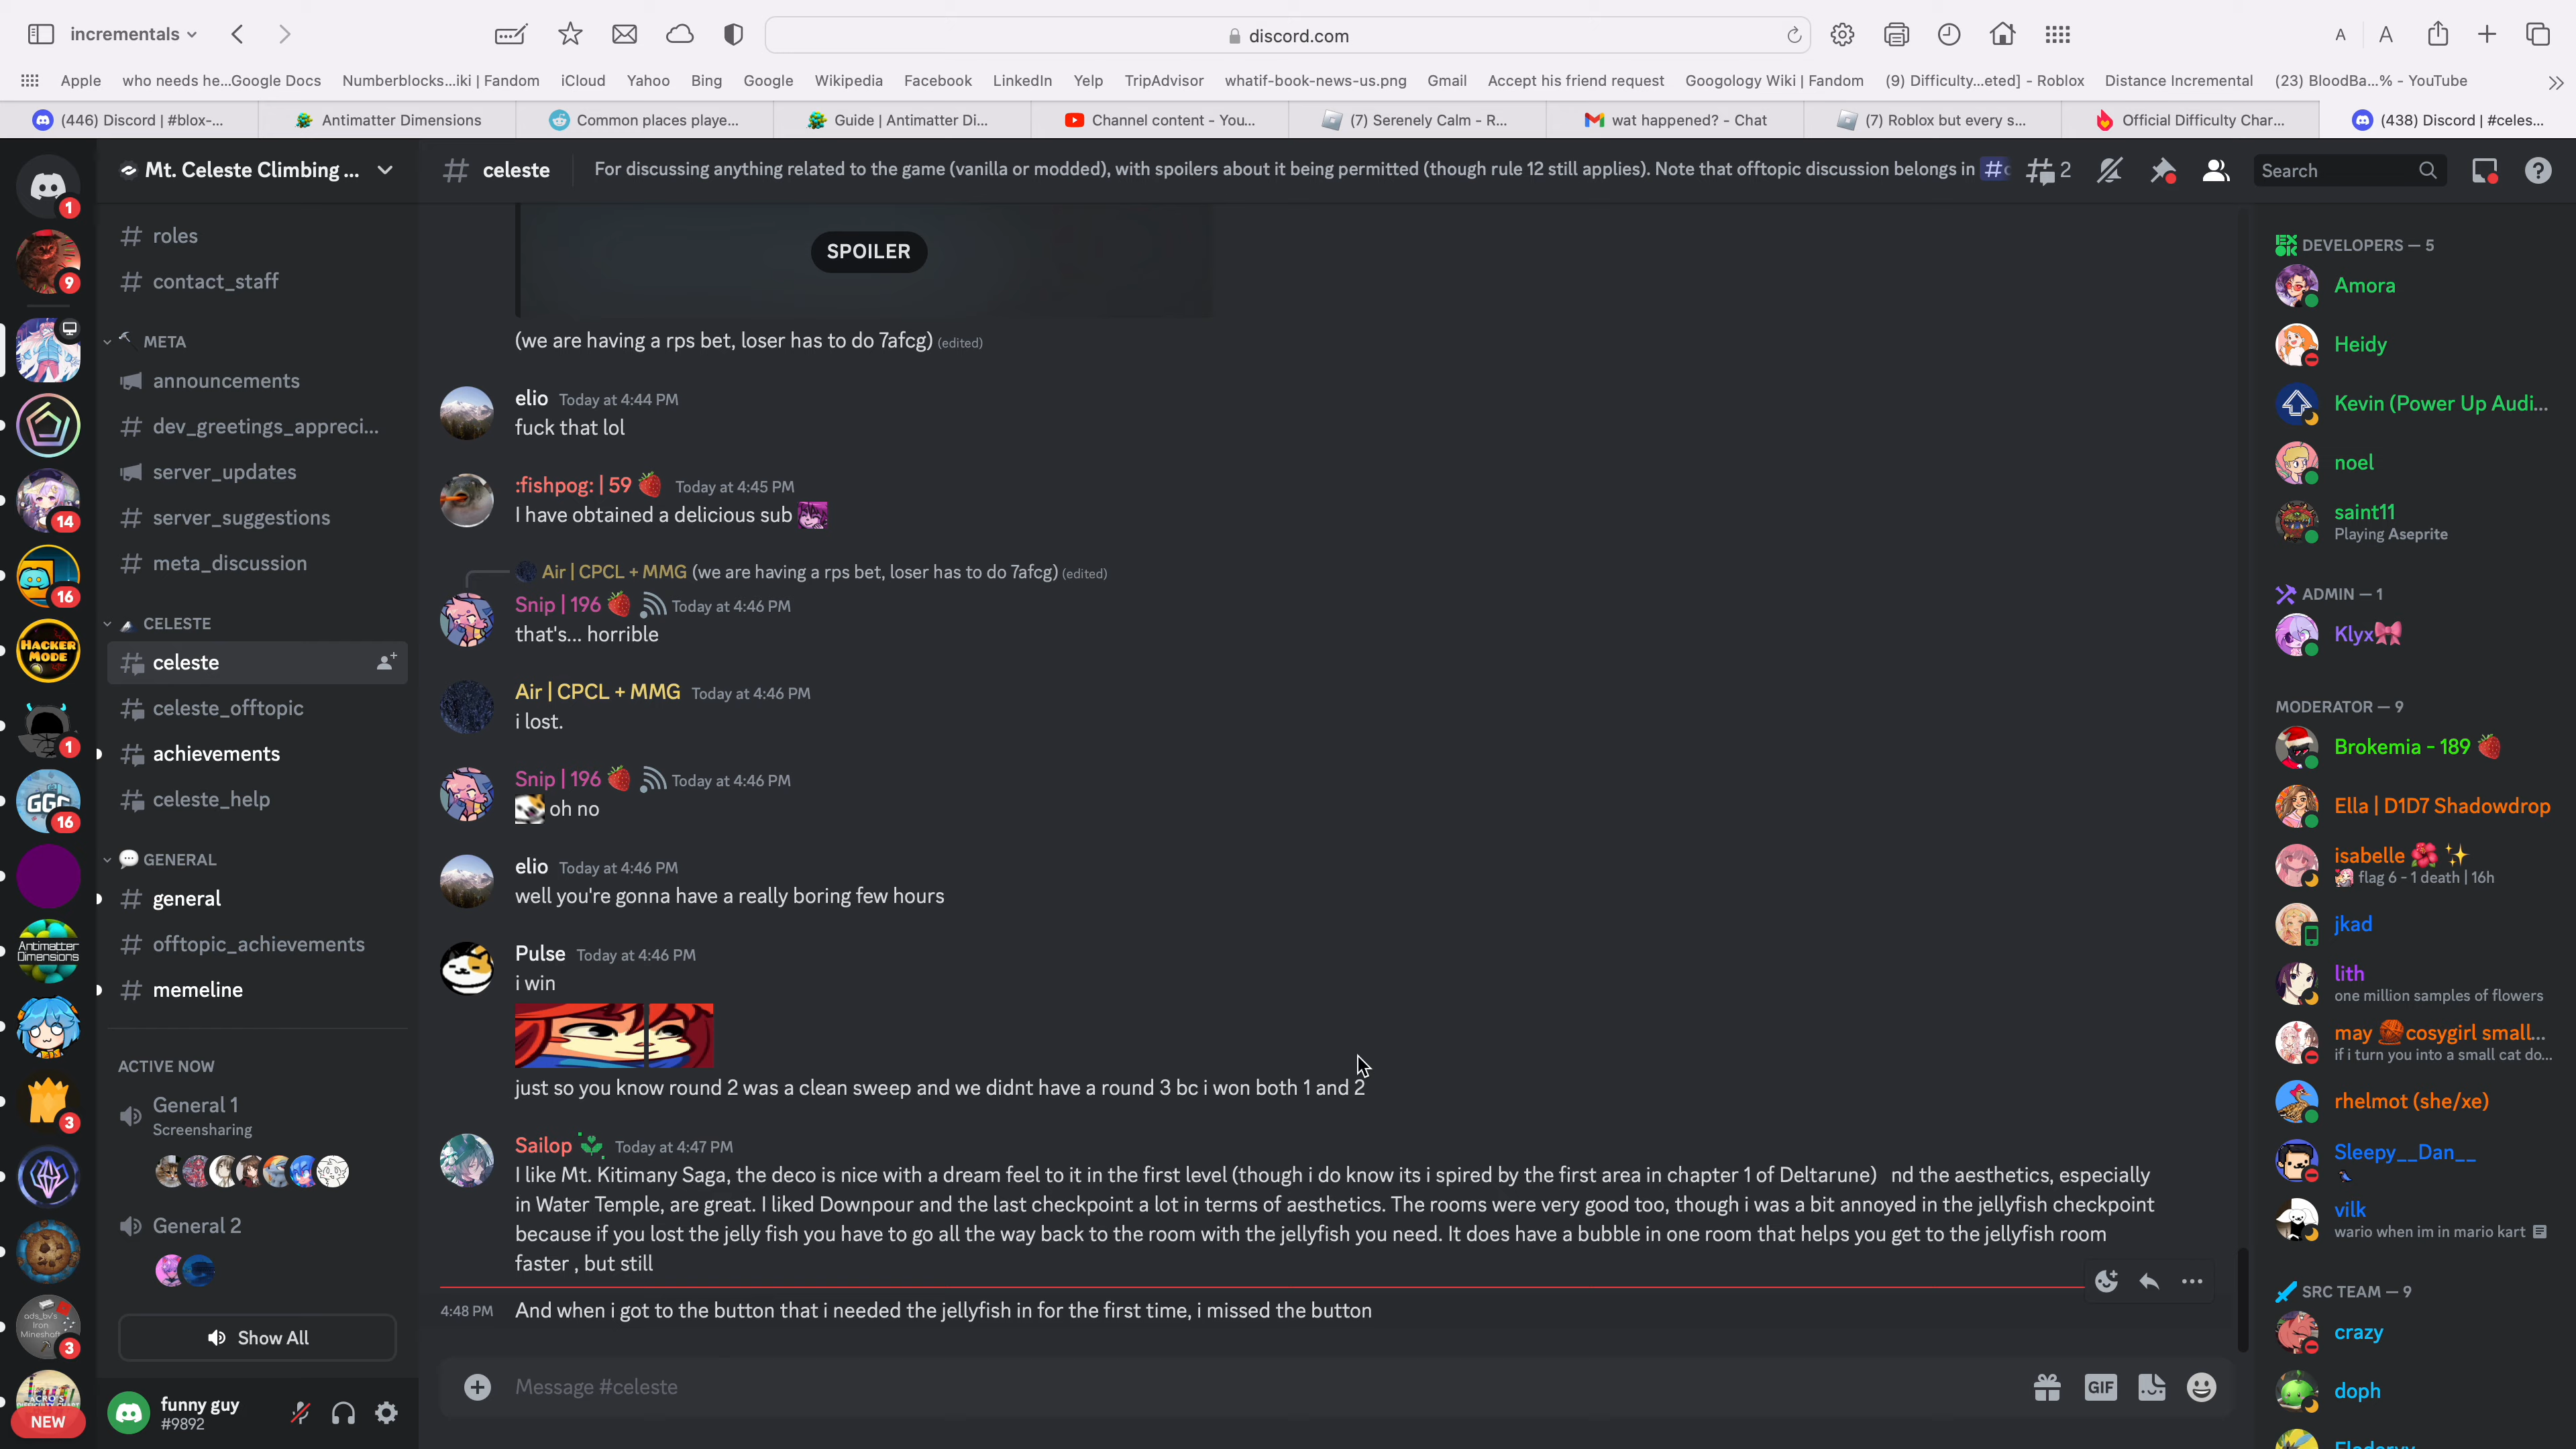 incrementals
discord.com
A A
Apple who needs he...Google Docs Numberblocks...iki | Fandom iCloud Yahoo Bing Google Wikipedia Facebook LinkedIn Yelp TripAdvisor whatif-book-news-us.png Gmail Accept his friend request Googology Wiki | Fandom (9) Difficulty...eted] - Roblox Distance Incremental (23) BloodBa...% - YouTube
(446) Discord | #blox-... Antimatter Dimensions Common places playe... Guide | Antimatter Di... Channel content - You... (7) Serenely Calm - R... wat happened? - Chat (7) Roblox but every s... Official Difficulty Char... (438) Discord | #celes...
Mt. Celeste Climbing ...
celeste For discussing anything related to the game (vanilla or modded), with spoilers about it being permitted (though rule 12 still applies). Note that offtopic discussion belongs in #c
2
Search
1
9
14
16
HACKER MODE
1
GGC
16
Antimatter Dimensions
3
ads_bv's Iron Mineshaft
3
NEW
# roles
# contact_staff
META
announcements
# dev_greetings_appreci...
server_updates
# server_suggestions
# meta_discussion
CELESTE
celeste
celeste_offtopic
achievements
celeste_help
GENERAL
# general
# offtopic_achievements
# memeline
ACTIVE NOW
General 1
Screensharing
General 2
Show All
funny guy
#9892
SPOILER
(we are having a rps bet, loser has to do 7afcg) (edited)
elio Today at 4:44 PM
fuck that lol
:fishpog: | 59 🍓 Today at 4:45 PM
I have obtained a delicious sub
Air | CPCL + MMG (we are having a rps bet, loser has to do 7afcg) (edited)
Snip | 196 🍓 Today at 4:46 PM
that's... horrible
Air | CPCL + MMG Today at 4:46 PM
i lost.
Snip | 196 🍓 Today at 4:46 PM
oh no
elio Today at 4:46 PM
well you're gonna have a really boring few hours
Pulse Today at 4:46 PM
i win
just so you know round 2 was a clean sweep and we didnt have a round 3 bc i won both 1 and 2
Sailop Today at 4:47 PM
I like Mt. Kitimany Saga, the deco is nice with a dream feel to it in the first level (though i do know its i spired by the first area in chapter 1 of Deltarune) nd the aesthetics, especially
in Water Temple, are great. I liked Downpour and the last checkpoint a lot in terms of aesthetics. The rooms were very good too, though i was a bit annoyed in the jellyfish checkpoint
because if you lost the jelly fish you have to go all the way back to the room with the jellyfish you need. It does have a bubble in one room that helps you get to the jellyfish room
faster , but still
4:48 PM And when i got to the button that i needed the jellyfish in for the first time, i missed the button
Message #celeste
GIF
EXOK DEVELOPERS — 5
Amora
Heidy
Kevin (Power Up Audi...
noel
saint11
Playing Aseprite
ADMIN — 1
Klyx🎀
MODERATOR — 9
Brokemia - 189 🍓
Ella | D1D7 Shadowdrop
isabelle 🌺 ✨
flag 6 - 1 death | 16h
jkad
lith
one million samples of flowers
may 🧶cosygirl small...
if i turn you into a small cat do...
rhelmot (she/xe)
Sleepy__Dan__
vilk
wario when im in mario kart
SRC TEAM — 9
crazy
doph